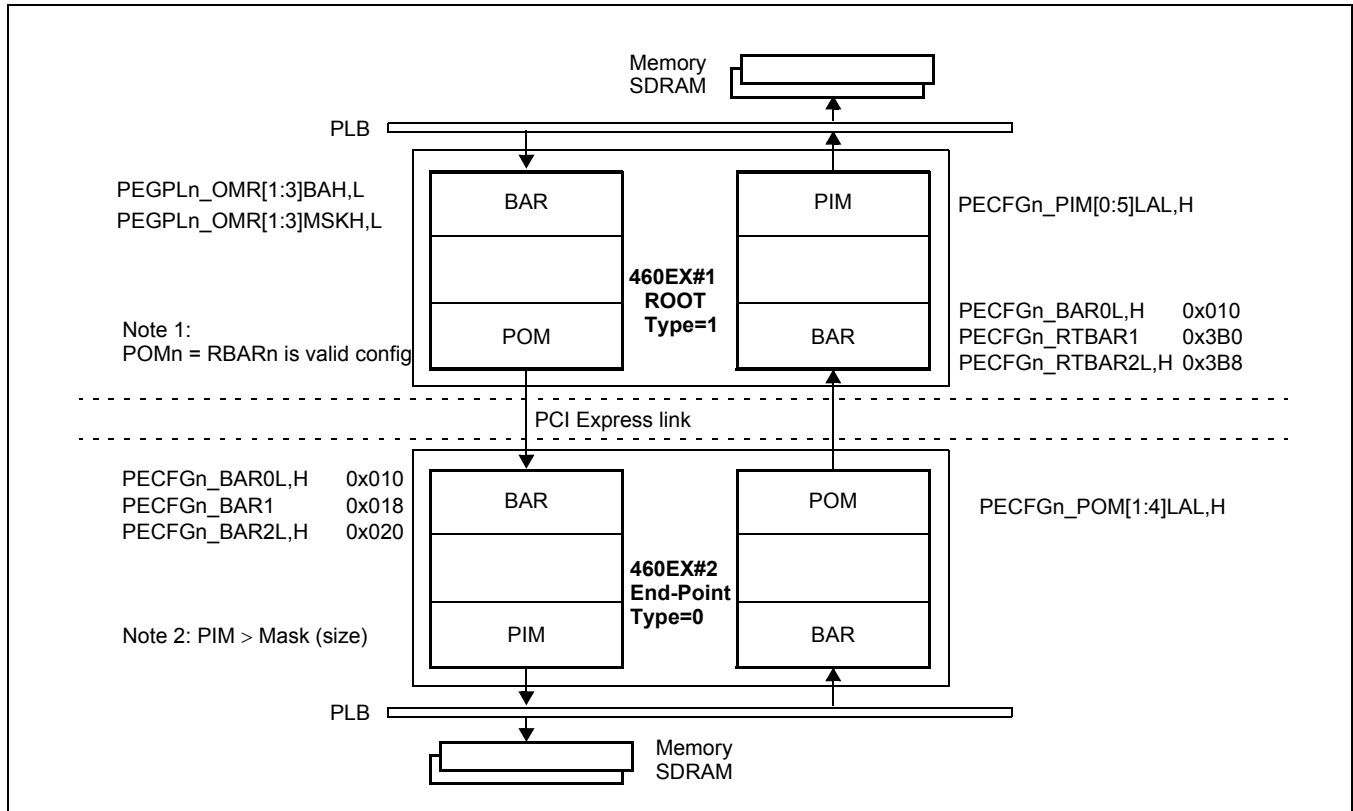 Memory
SDRAM
PLB
PEGPLn_OMR[1:3]BAH,L
PEGPLn_OMR[1:3]MSKH,L
BAR
PIM
PECFGn_PIM[0:5]LAL,H
460EX#1
ROOT
Type=1
Note 1:
POMn = RBARn is valid config
POM
BAR
PECFGn_BAR0L,H 0x010
PECFGn_RTBAR1 0x3B0
PECFGn_RTBAR2L,H 0x3B8
PCI Express link
PECFGn_BAR0L,H 0x010
PECFGn_BAR1 0x018
PECFGn_BAR2L,H 0x020
BAR
POM
PECFGn_POM[1:4]LAL,H
460EX#2
End-Point
Type=0
Note 2: PIM > Mask (size)
PIM
BAR
PLB
Memory
SDRAM